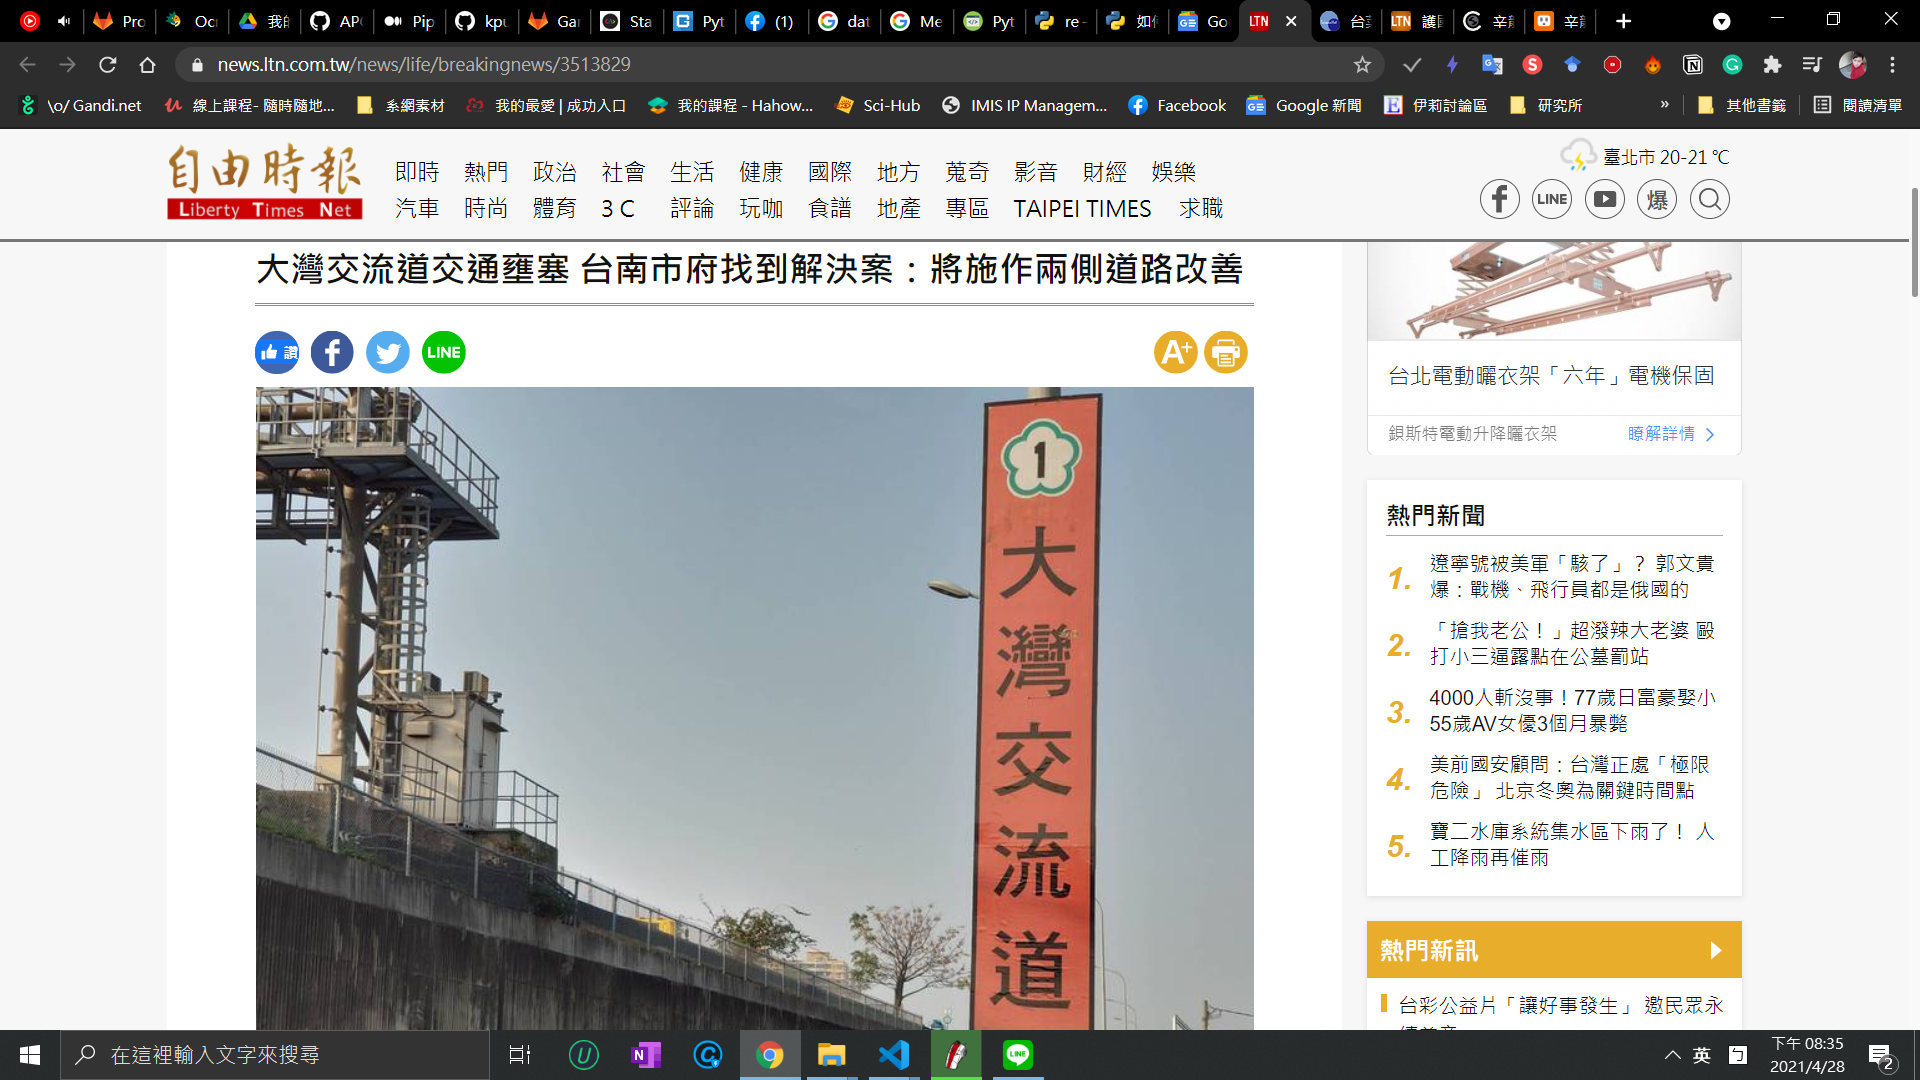 Pro
Oct
我的
APC
Pip
kpu
Gar
Sta
Pyt
(1)
dat
Me
Pyt
re -
如何
Go
LTN
台
護國
辛
辛
news.ltn.com.tw/news/life/breakingnews/3513829
\o/ Gandi.net
線上課程- 隨時隨地...
系網素材
我的最愛 | 成功入口
我的課程 - Hahow...
Sci-Hub
IMIS IP Managem...
Facebook
Google 新聞
伊莉討論區
研究所
»
其他書籤
閱讀清單
自由時報
Liberty Times Net
即時 熱門 政治 社會 生活 健康 國際 地方 蒐奇 影音 財經 娛樂
汽車 時尚 體育 3 C 評論 玩咖 食譜 地產 專區 TAIPEI TIMES 求職
臺北市 20-21 ℃
LINE
爆
大灣交流道交通壅塞 台南市府找到解決案：將施作兩側道路改善
讚
LINE
A+
1
大灣交流道
台北電動曬衣架「六年」電機保固
鋇斯特電動升降曬衣架
瞭解詳情
熱門新聞
1. 遼寧號被美軍「駭了」？ 郭文貴
爆：戰機、飛行員都是俄國的
2. 「搶我老公！」超潑辣大老婆 毆
打小三逼露點在公墓罰站
3. 4000人斬沒事！77歲日富豪娶小
55歲AV女優3個月暴斃
4. 美前國安顧問：台灣正處「極限
危險」 北京冬奧為關鍵時間點
5. 寶二水庫系統集水區下雨了！ 人
工降雨再催雨
熱門新訊
台彩公益片「讓好事發生」 邀民眾永
在這裡輸入文字來搜尋
英
下午 08:35
2021/4/28
2